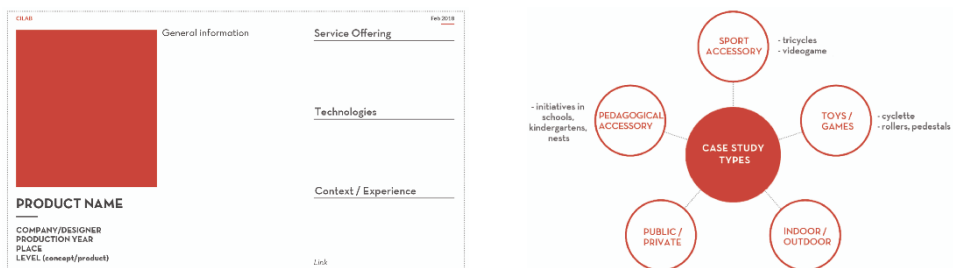 CILAB
Feb 2018
General information
Service Offering
Technologies
Context / Experience
PRODUCT NAME
COMPANY/DESIGNER
PRODUCTION YEAR
PLACE
LEVEL (concept/product)
Link
SPORT
ACCESSORY
- tricycles
- videogame
- initiatives in
schools,
kindergartens,
nests
PEDAGOGICAL
ACCESSORY
TOYS /
GAMES
- cyclette
- rollers, pedestals
CASE STUDY
TYPES
PUBLIC /
PRIVATE
INDOOR /
OUTDOOR